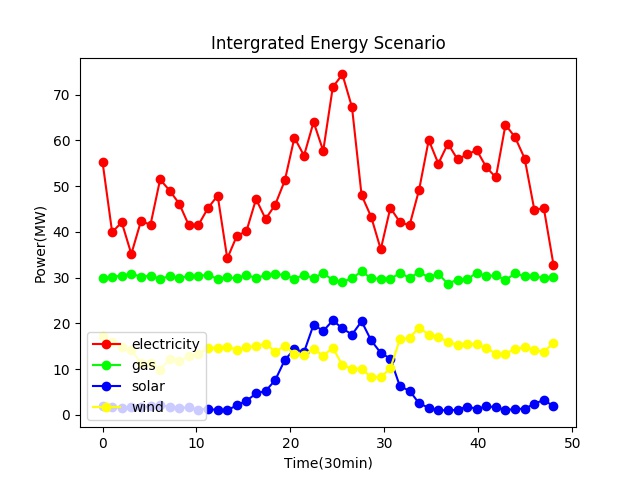 Intergrated Energy Scenario
Power(MW)
70
60
50
40
30
20
10
0
electricity
gas
solar
wind
0 10 20 30 40 50
Time(30min)